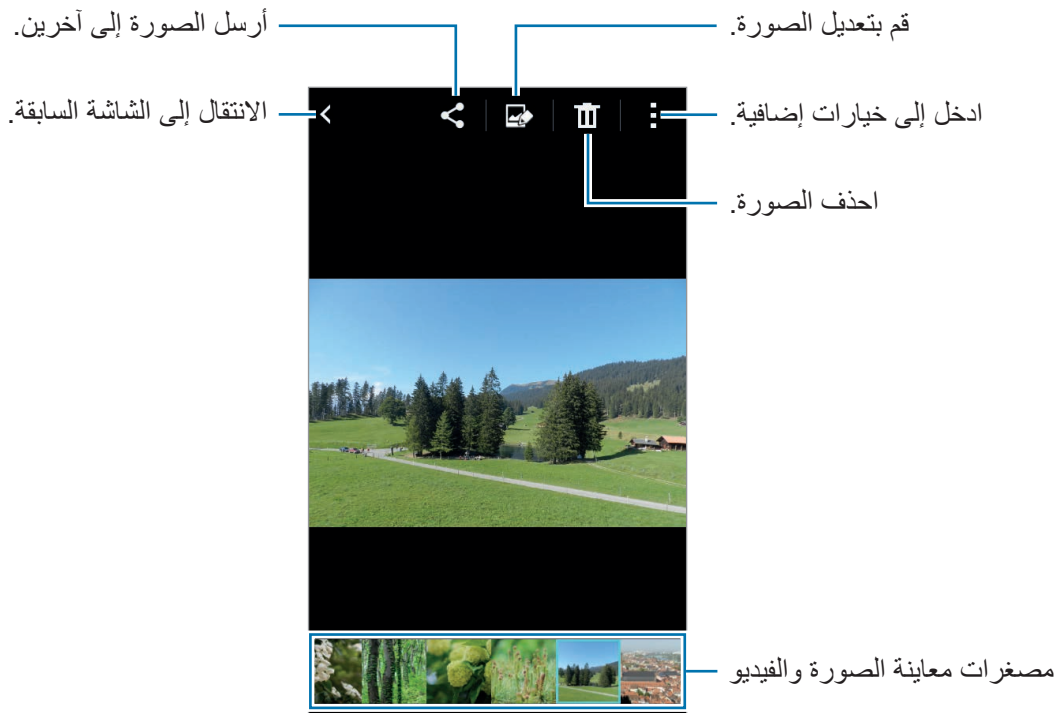 قم بتعديل الصورة.
أرسل الصورة إلى آخرين.
ادخل إلى خيارات إضافية.
الانتقال إلى الشاشة السابقة.
احذف الصورة.
مصغرات معاينة الصورة والفيديو